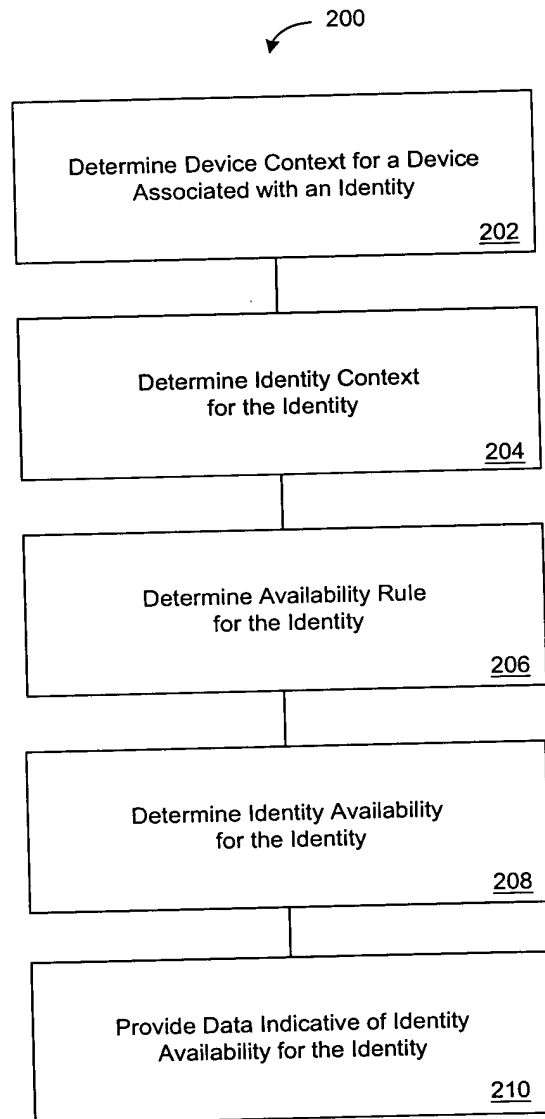 200
Determine Device Context for a Device
Associated with an Identity
202
Determine Identity Context
for the Identity
204
Determine Availability Rule
for the Identity
206
Determine Identity Availability
for the Identity
208
Provide Data Indicative of Identity
Availability for the Identity
210